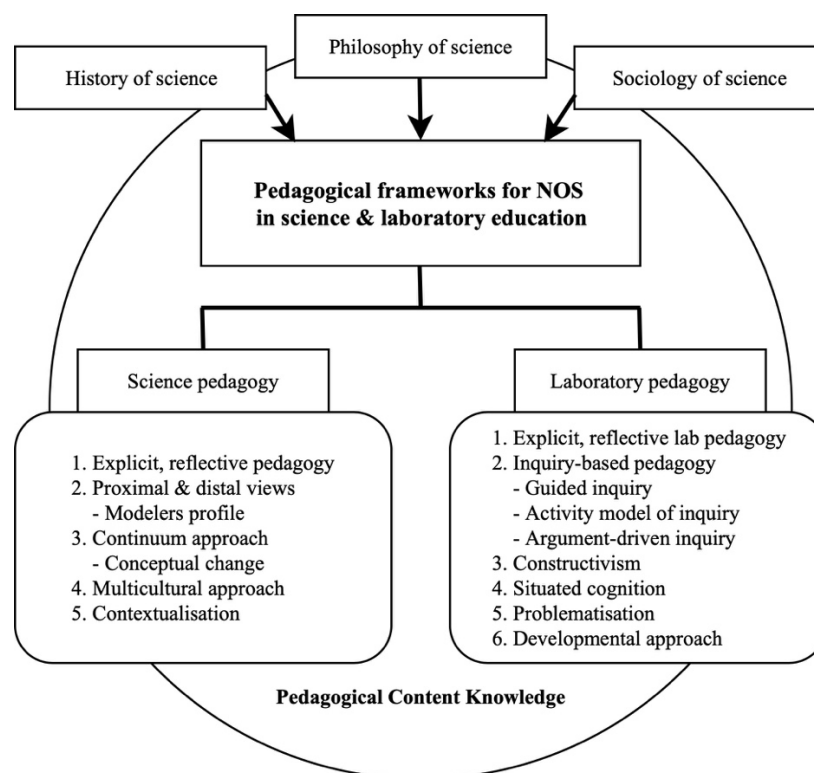 Philosophy of science
History of science
Sociology of science
Pedagogical frameworks for NOS
in science & laboratory education
Science pedagogy
1. Explicit, reflective pedagogy
2. Proximal & distal views
- Modelers profile
3. Continuum approach
- Conceptual change
4. Multicultural approach
5. Contextualisation
Laboratory pedagogy
1. Explicit, reflective lab pedagogy
2. Inquiry-based pedagogy
- Guided inquiry
- Activity model of inquiry
- Argument-driven inquiry
3. Constructivism
4. Situated cognition
5. Problematisation
6. Developmental approach
Pedagogical Content Knowledge